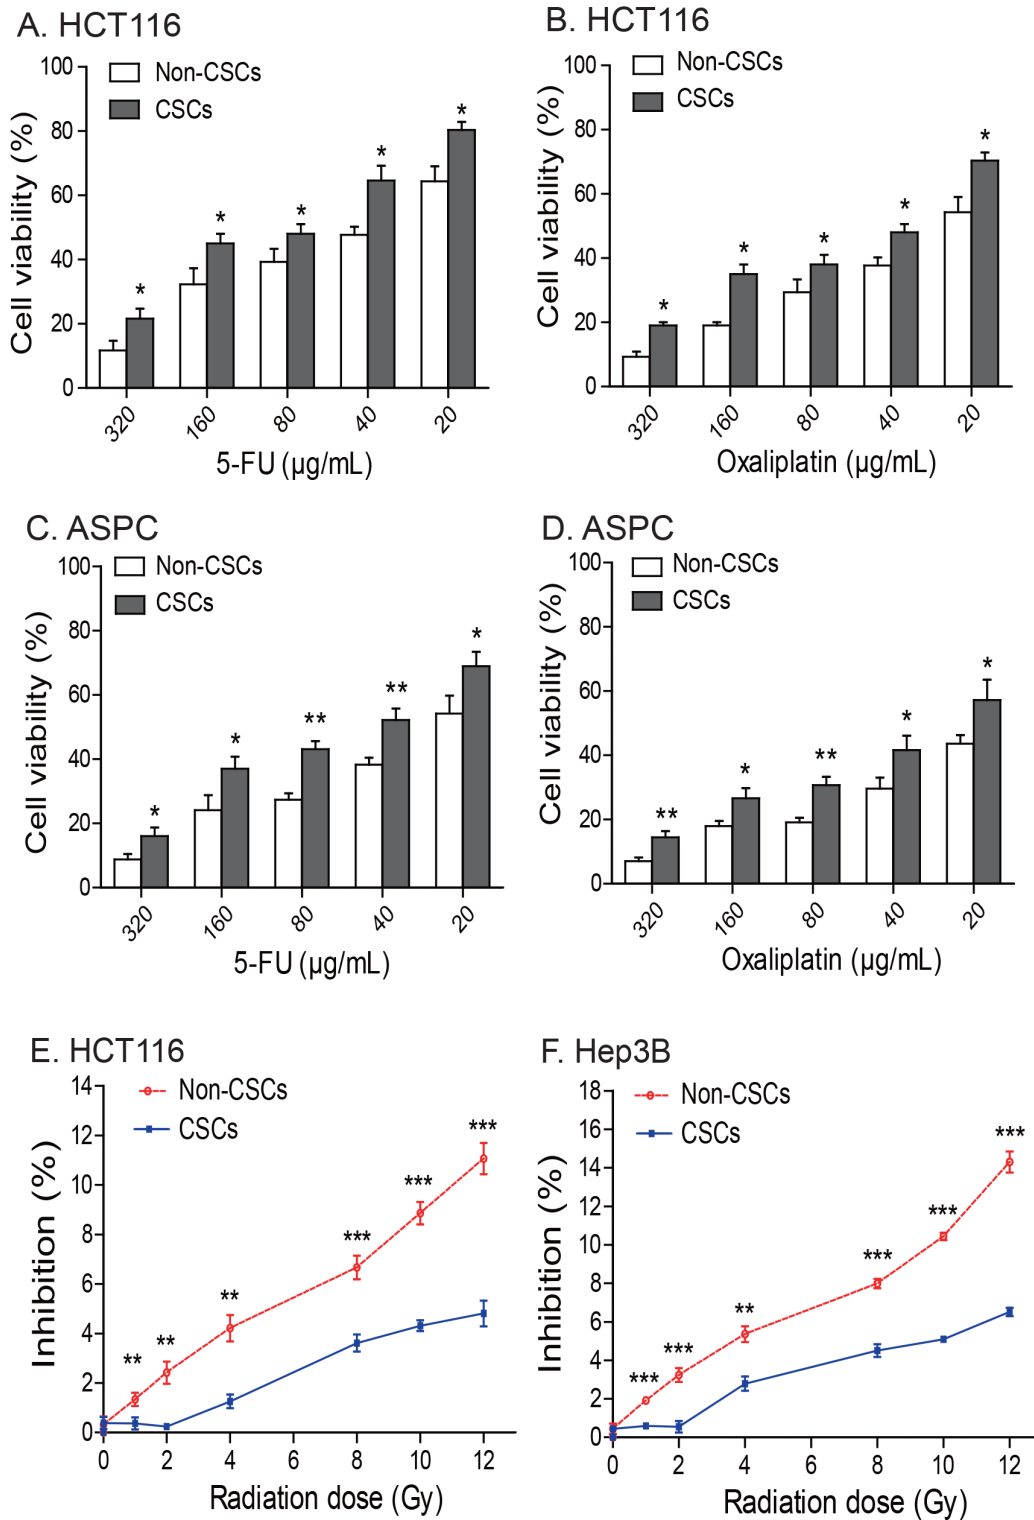 A. HCT116
Non-CSCs
CSCs
Cell viability (%)
100
80
60
40
20
0
* * * * *
320 160 80 40 20
5-FU (µg/mL)
B. HCT116
Non-CSCs
CSCs
Cell viability (%)
100
80
60
40
20
0
* * * * *
320 160 80 40 20
Oxaliplatin (µg/mL)
C. ASPC
Non-CSCs
CSCs
Cell viability (%)
100
80
60
40
20
0
* * ** ** *
320 160 80 40 20
5-FU (µg/mL)
D. ASPC
Non-CSCs
CSCs
Cell viability (%)
100
80
60
40
20
0
** * ** * *
320 160 80 40 20
Oxaliplatin (µg/mL)
E. HCT116
Non-CSCs
CSCs
Inhibition (%)
14
12
10
8
6
4
2
0
** ** ** *** *** ***
0 2 4 6 8 10 12
Radiation dose (Gy)
F. Hep3B
Non-CSCs
CSCs
Inhibition (%)
18
16
14
12
10
8
6
4
2
0
*** *** ** *** *** ***
0 2 4 6 8 10 12
Radiation dose (Gy)